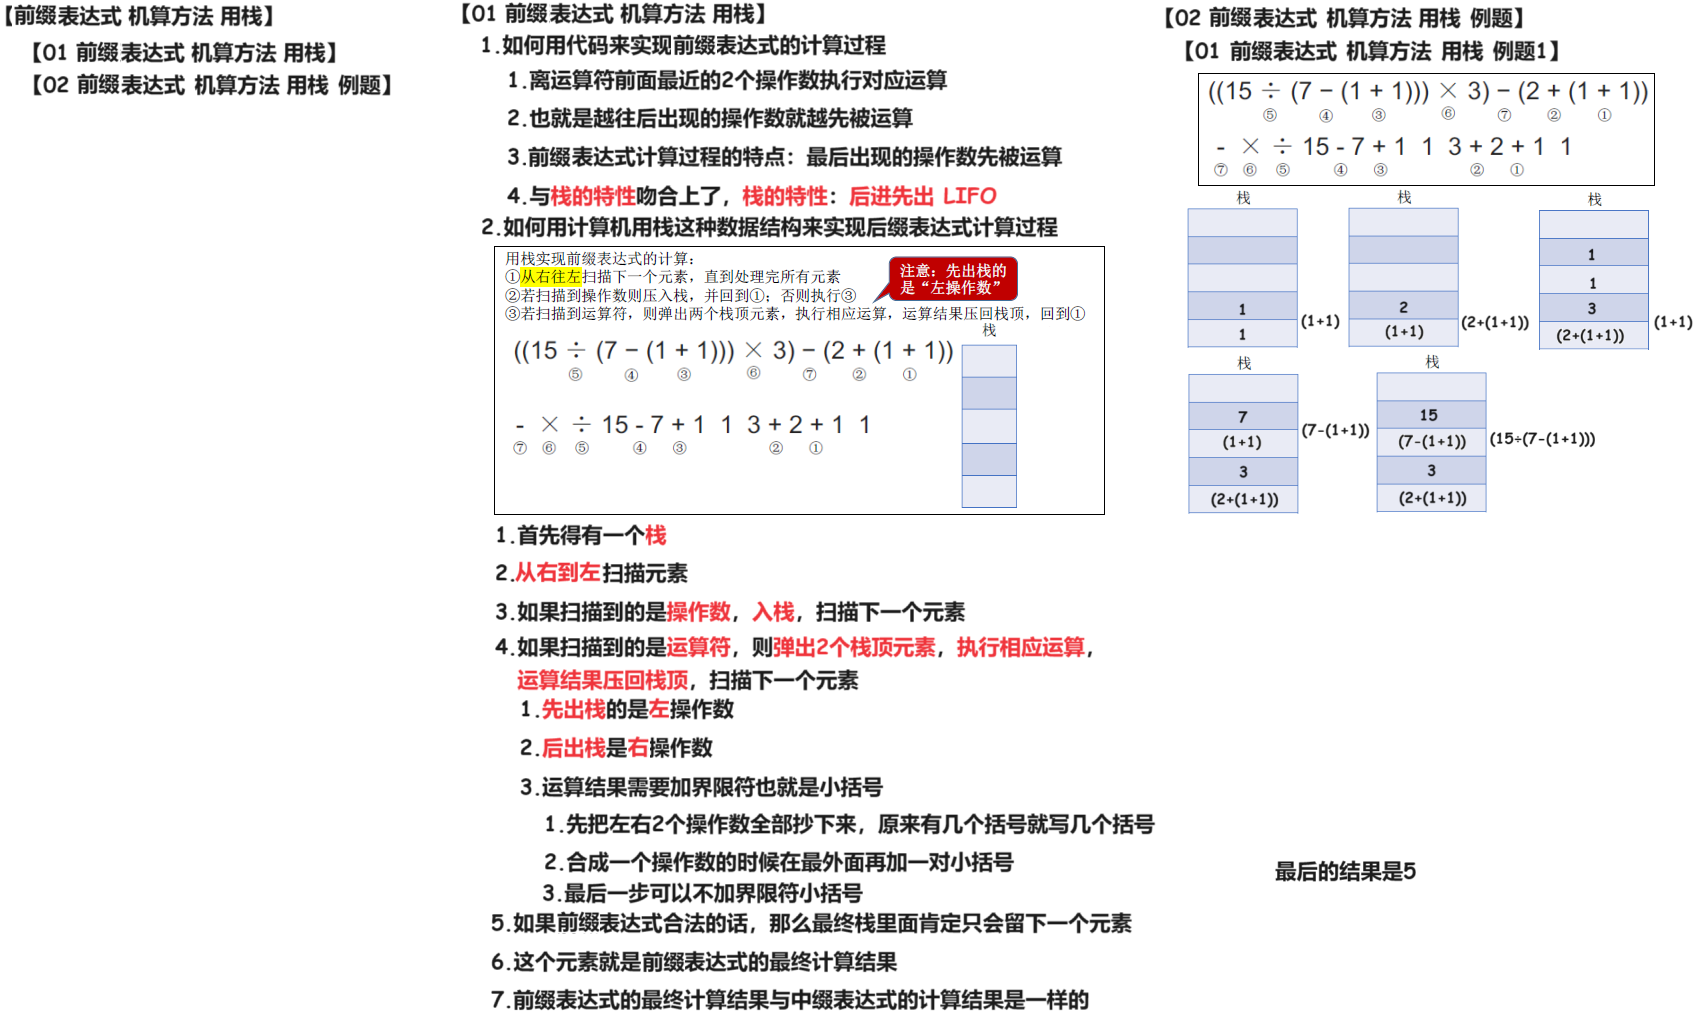 【前缀表达式 机算方法 用栈】
【01 前缀表达式 机算方法 用栈】
【02 前缀表达式 机算方法 用栈 例题】
【01 前缀表达式 机算方法 用栈】
1.如何用代码来实现前缀表达式的计算过程
1.离运算符前面最近的2个操作数执行对应运算
2.也就是越往后出现的操作数就越先被运算
3.前缀表达式计算过程的特点：最后出现的操作数先被运算
4.与栈的特性吻合上了，栈的特性：后进先出 LIFO
2.如何用计算机用栈这种数据结构来实现后缀表达式计算过程
用栈实现前缀表达式的计算：
①从右往左扫描下一个元素，直到处理完所有元素
②若扫描到操作数则压入栈，并回到①；否则执行③
③若扫描到运算符，则弹出两个栈顶元素，执行相应运算，运算结果压回栈顶，回到①
注意：先出栈的
是“左操作数”
栈
((15 ÷ (7 − (1 + 1))) × 3) − (2 + (1 + 1))
⑤ ④ ③ ⑥ ⑦ ② ①
- × ÷ 15 - 7 + 1 1 3 + 2 + 1 1
⑦ ⑥ ⑤ ④ ③ ② ①
1.首先得有一个栈
2.从右到左扫描元素
3.如果扫描到的是操作数，入栈，扫描下一个元素
4.如果扫描到的是运算符，则弹出2个栈顶元素，执行相应运算，
运算结果压回栈顶，扫描下一个元素
1.先出栈的是左操作数
2.后出栈是右操作数
3.运算结果需要加界限符也就是小括号
1.先把左右2个操作数全部抄下来，原来有几个括号就写几个括号
2.合成一个操作数的时候在最外面再加一对小括号
3.最后一步可以不加界限符小括号
5.如果前缀表达式合法的话，那么最终栈里面肯定只会留下一个元素
6.这个元素就是前缀表达式的最终计算结果
7.前缀表达式的最终计算结果与中缀表达式的计算结果是一样的
【02 前缀表达式 机算方法 用栈 例题】
【01 前缀表达式 机算方法 用栈 例题1】
((15 ÷ (7 − (1 + 1))) × 3) − (2 + (1 + 1))
⑤ ④ ③ ⑥ ⑦ ② ①
- × ÷ 15 - 7 + 1 1 3 + 2 + 1 1
⑦ ⑥ ⑤ ④ ③ ② ①
栈
1
1
(1+1)
栈
2
(1+1)
(2+(1+1))
栈
1
1
3
(2+(1+1))
(1+1)
栈
7
(1+1)
3
(2+(1+1))
(7-(1+1))
栈
15
(7-(1+1))
3
(2+(1+1))
(15÷(7-(1+1)))
最后的结果是5